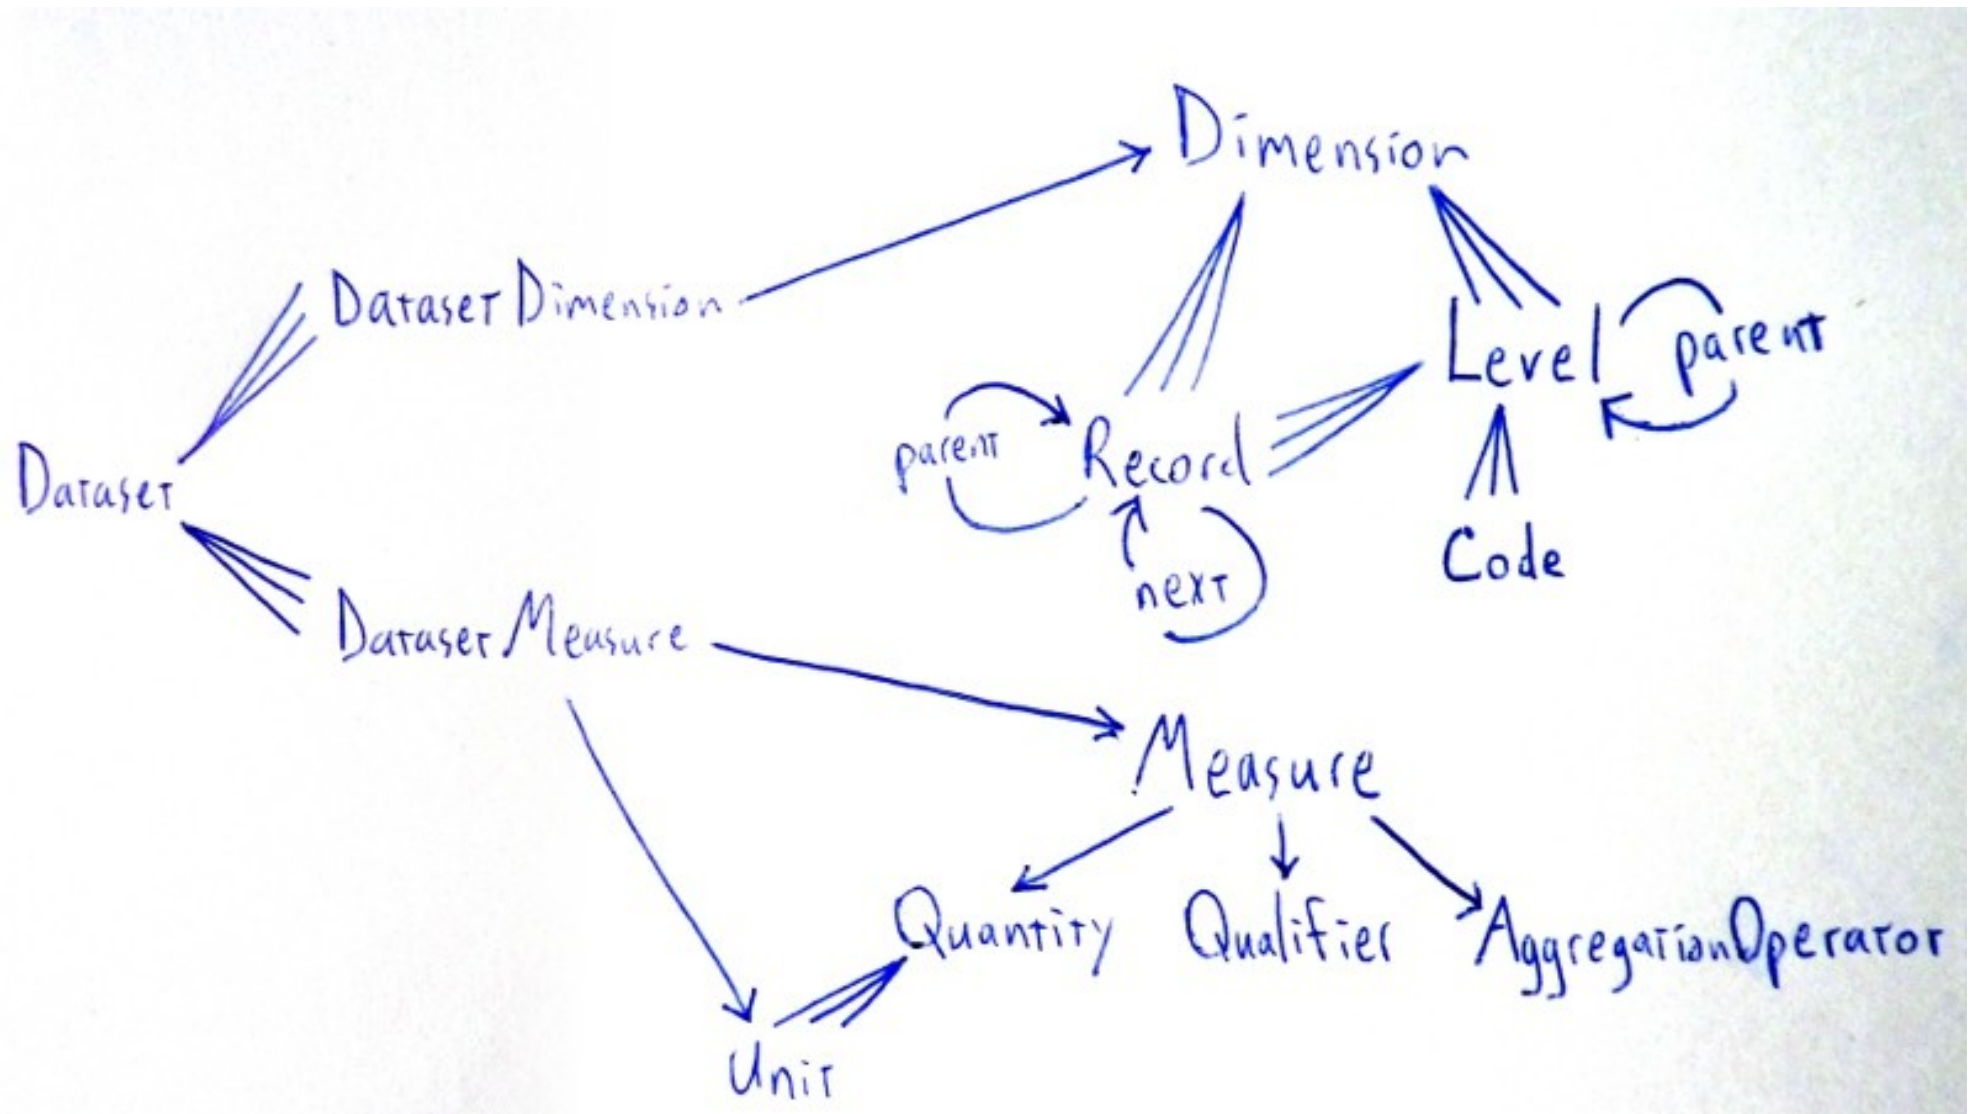 Dimension
DatasetDimension
Level
parent
parent
Record
Dataset
Code
next
DatasetMeasure
Measure
Quantity
Qualifier
AggregationOperator
Unit